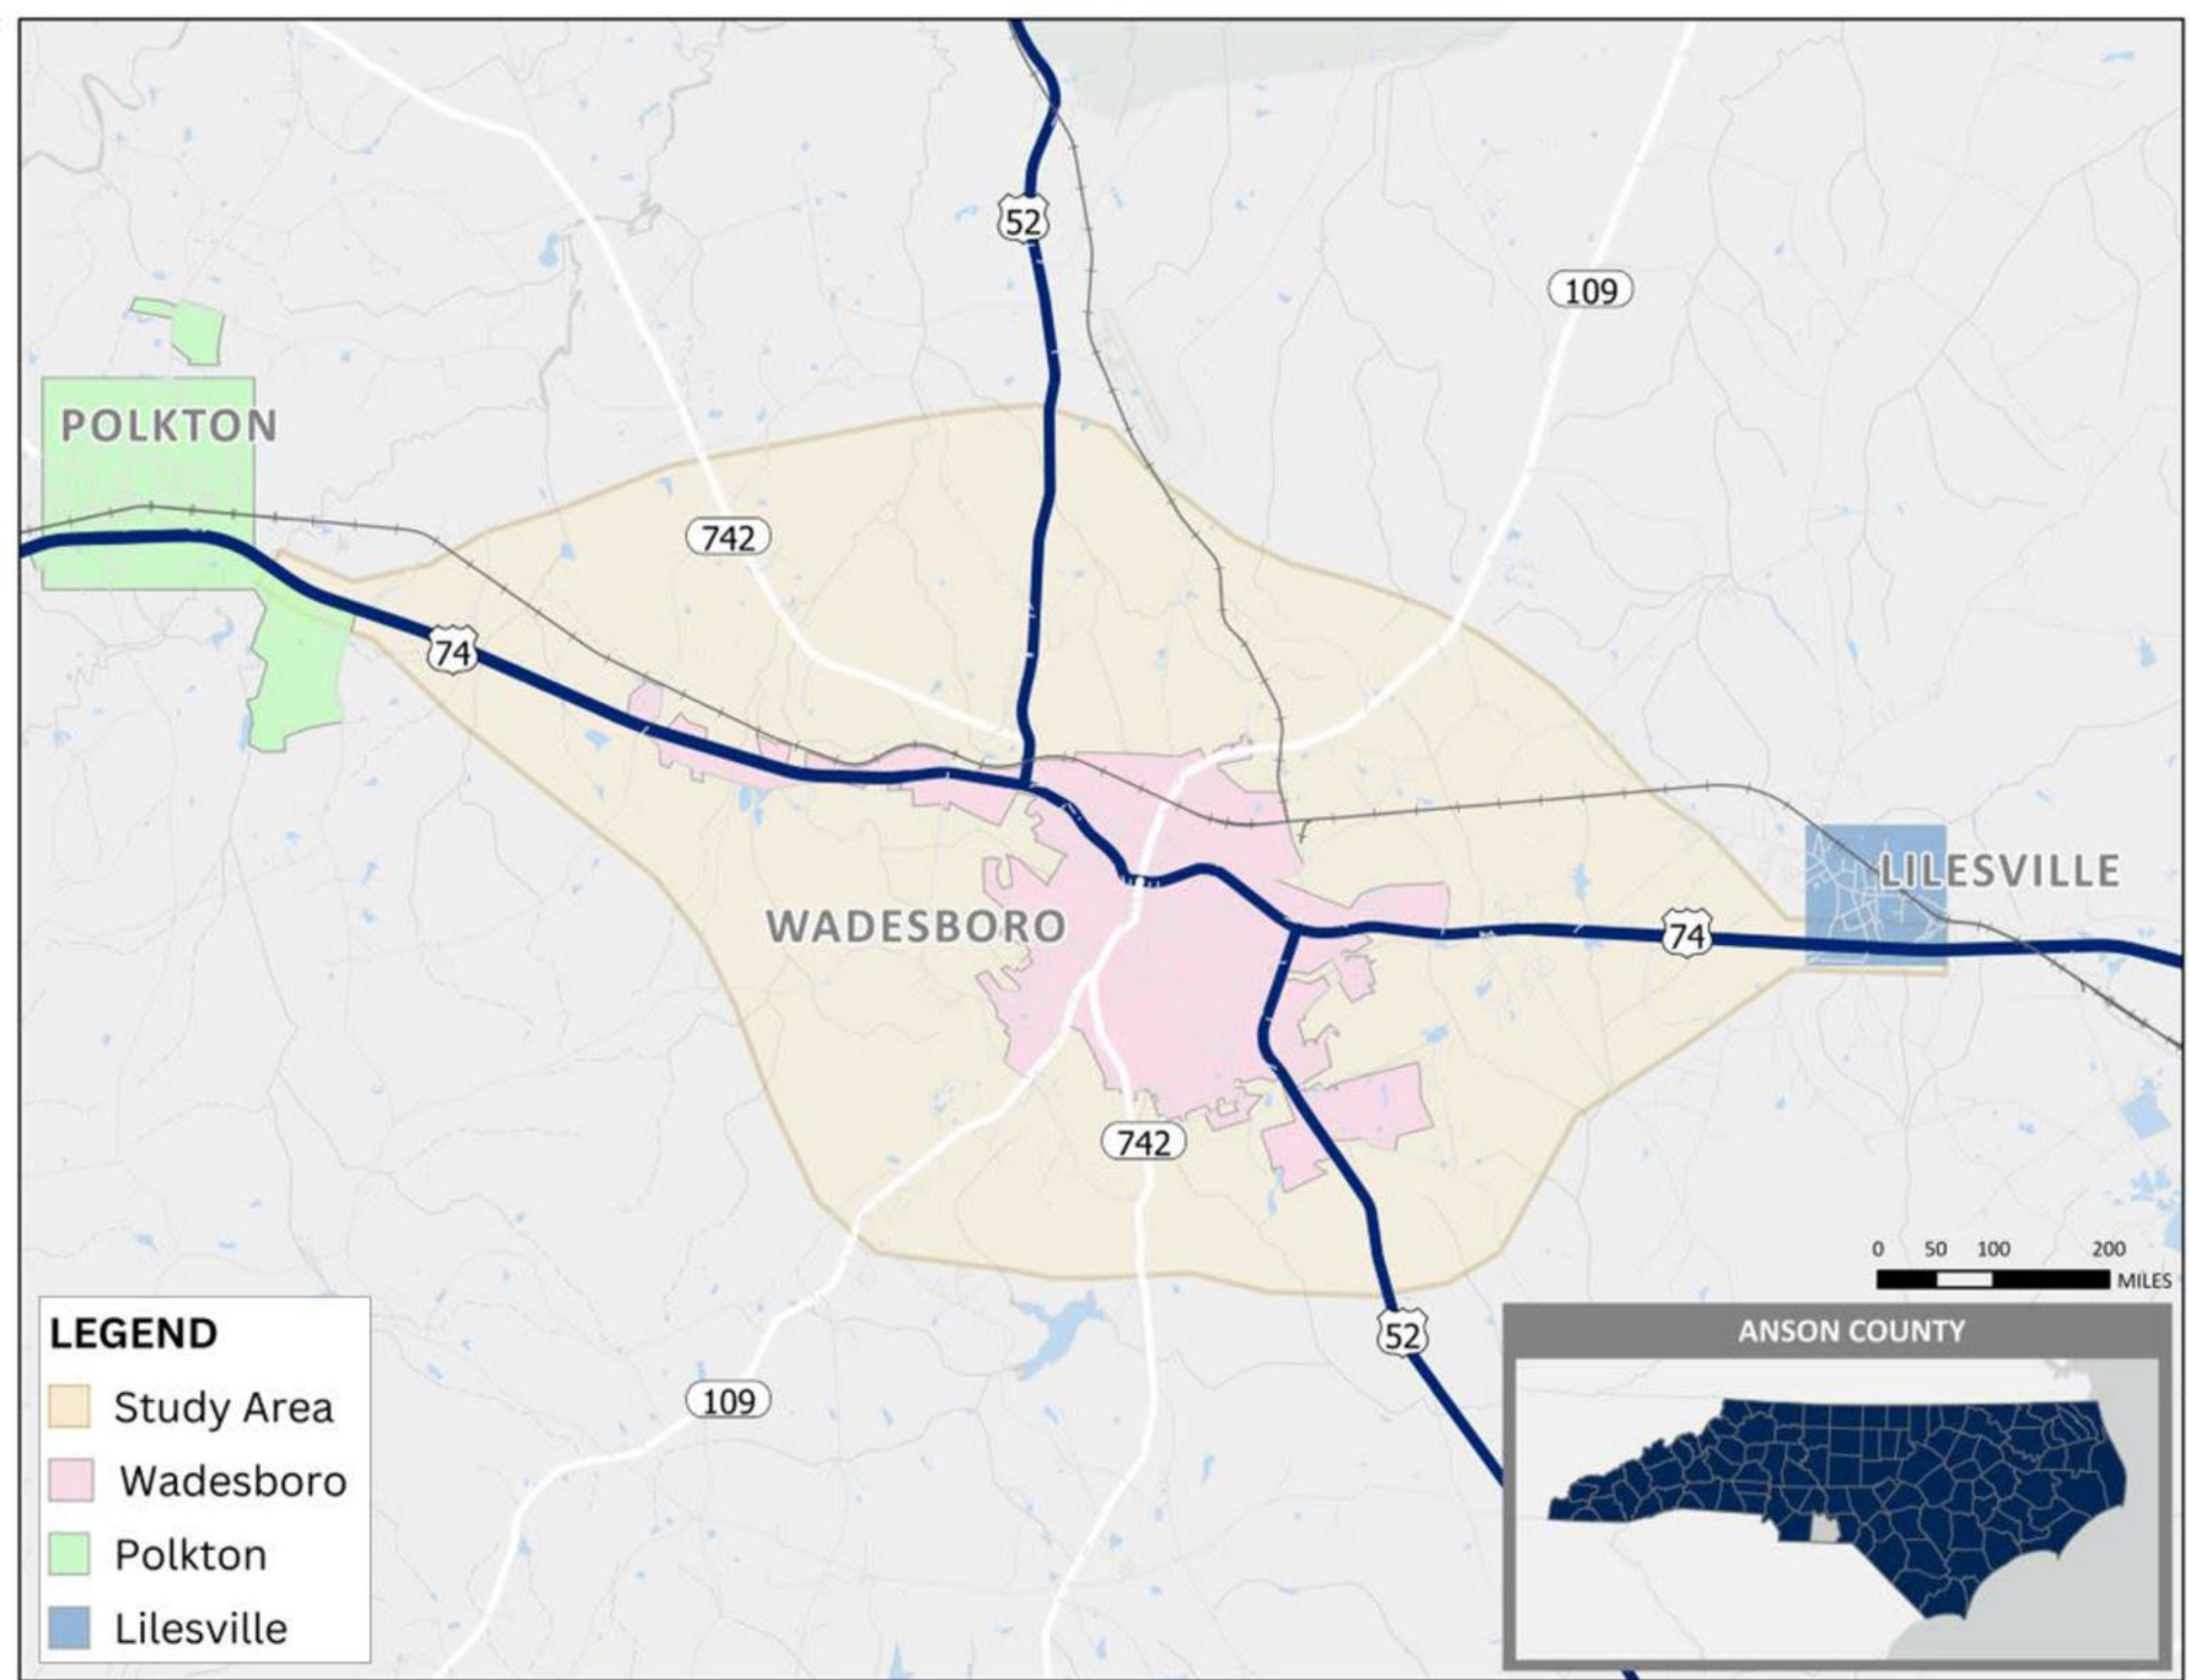 52
109
POLKTON
742
74
LILESVILLE
WADESBORO
74
742
0 50 100 200
MILES
52
109
LEGEND
Study Area
Wadesboro
Polkton
Lilesville
ANSON COUNTY